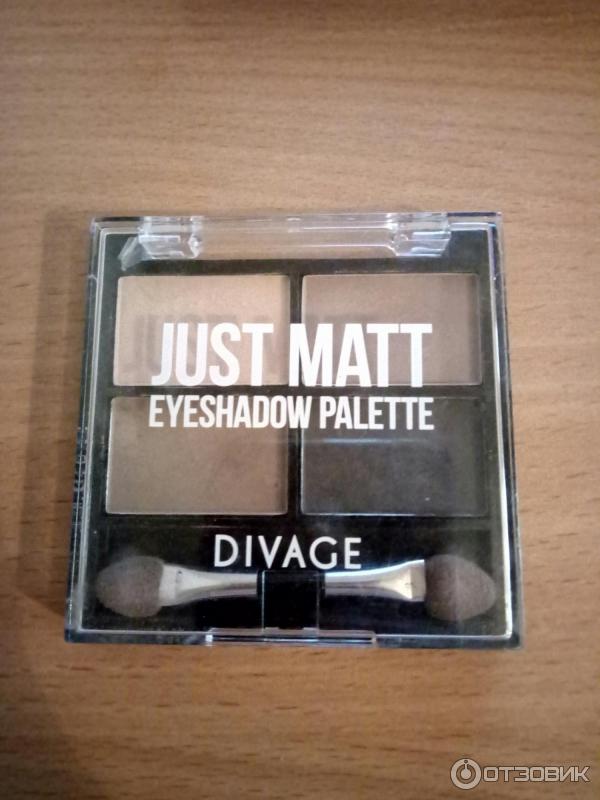 JUST MATT
EYESHADOW PALETTE
DIVAGE
ОТЗОВИК